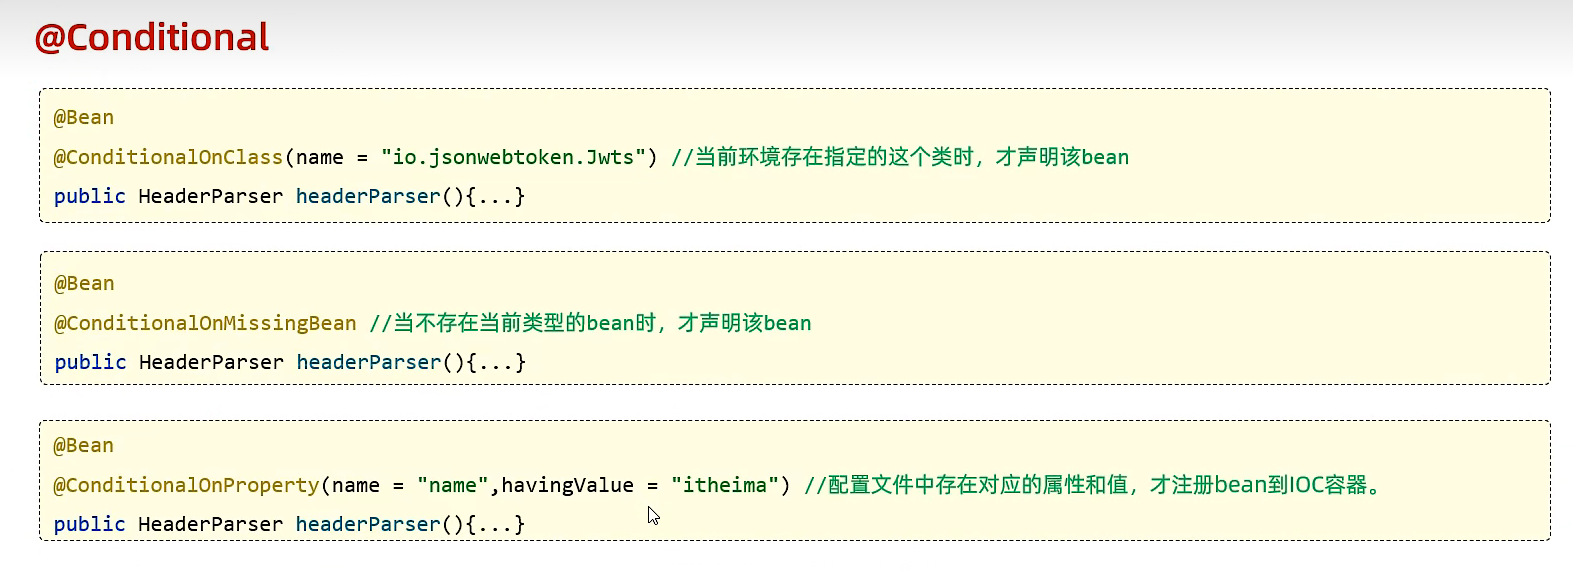 @Conditional
@Bean
@ConditionalOnClass(name = "io.jsonwebtoken.Jwts") //当前环境存在指定的这个类时，才声明该bean
public HeaderParser headerParser(){...}
@Bean
@ConditionalOnMissingBean //当不存在当前类型的bean时，才声明该bean
public HeaderParser headerParser(){...}
@Bean
@ConditionalOnProperty(name = "name",havingValue = "itheima") //配置文件中存在对应的属性和值，才注册bean到IOC容器。
public HeaderParser headerParser(){...}